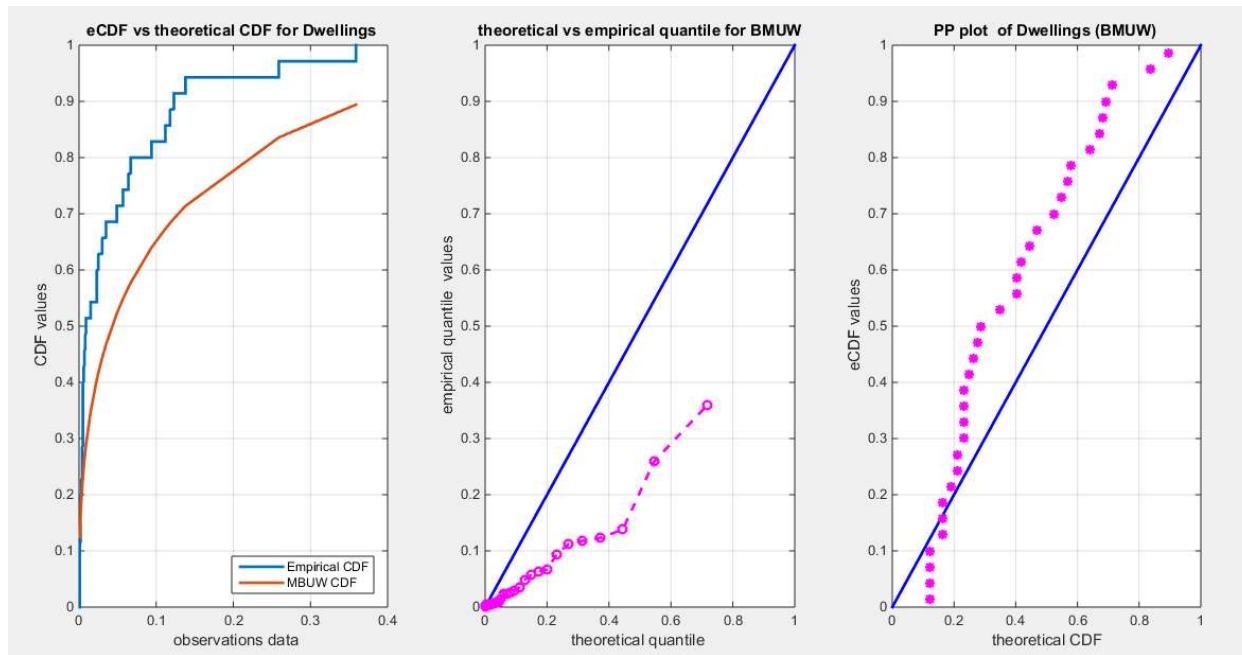 eCDF vs theoretical CDF for Dwellings
1
0.9
0.8
0.7
0.6
0.5
0.4
0.3
0.2
0.1
0
CDF values
0 0.1 0.2 0.3 0.4
observations data
Empirical CDF
MBUW CDF
theoretical vs empirical quantile for BMUW
1
0.9
0.8
0.7
0.6
0.5
0.4
0.3
0.2
0.1
0
empirical quantile values
0 0.2 0.4 0.6 0.8 1
theoretical quantile
PP plot of Dwellings (BMUW)
1
0.9
0.8
0.7
0.6
0.5
0.4
0.3
0.2
0.1
0
eCDF values
0 0.2 0.4 0.6 0.8 1
theoretical CDF